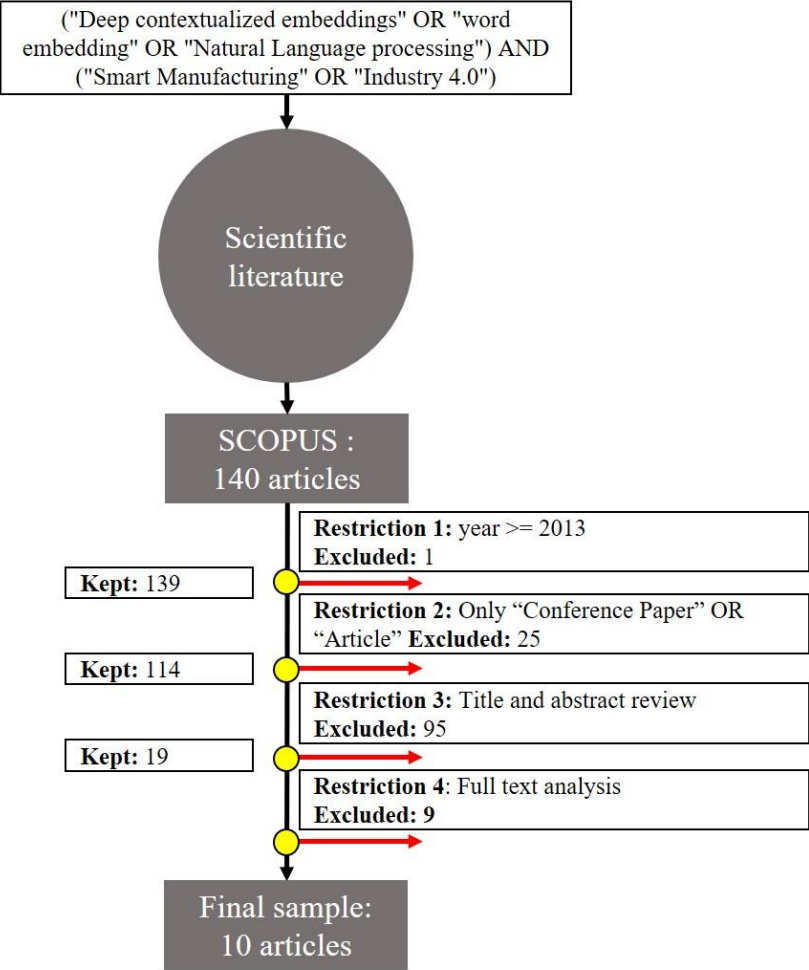 ("Deep contextualized embeddings" OR "word
embedding" OR "Natural Language processing") AND
("Smart Manufacturing" OR "Industry 4.0")
Scientific
literature
SCOPUS :
140 articles
Restriction 1: year >= 2013
Excluded: 1
Kept: 139
Restriction 2: Only “Conference Paper” OR
“Article” Excluded: 25
Kept: 114
Restriction 3: Title and abstract review
Excluded: 95
Kept: 19
Restriction 4: Full text analysis
Excluded: 9
Final sample:
10 articles